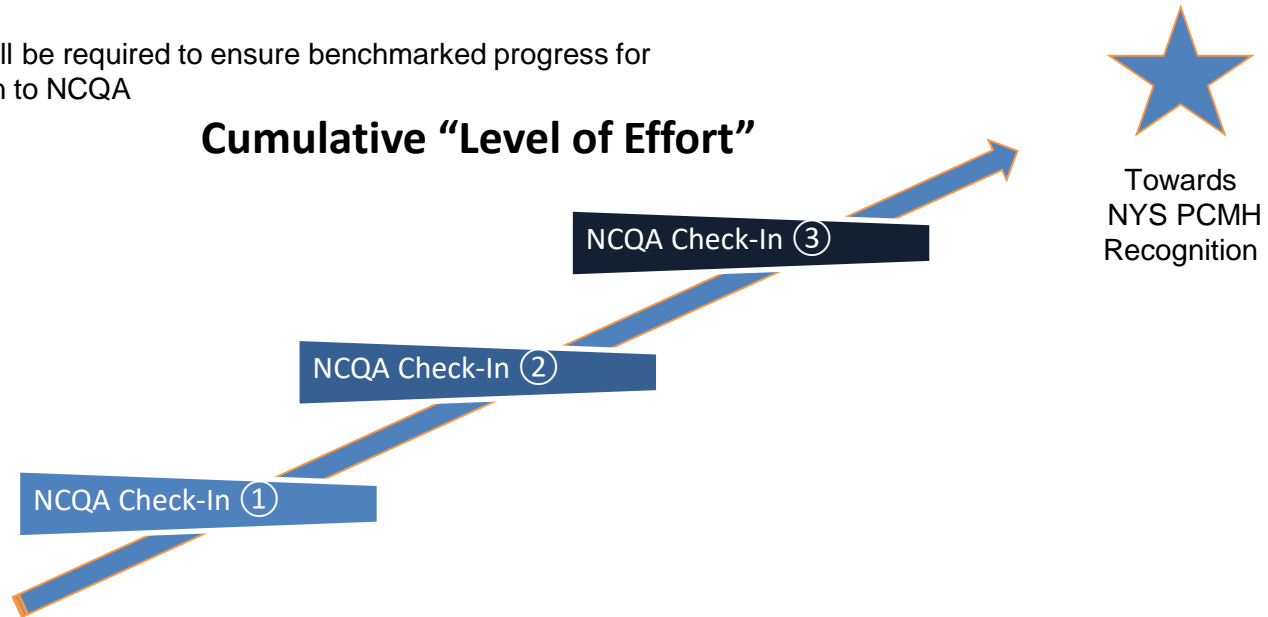 ll be required to ensure benchmarked progress for
n to NCQA
Cumulative “Level of Effort”
Towards
NYS PCMH
Recognition
NCQA Check-In ③
NCQA Check-In ②
NCQA Check-In ①